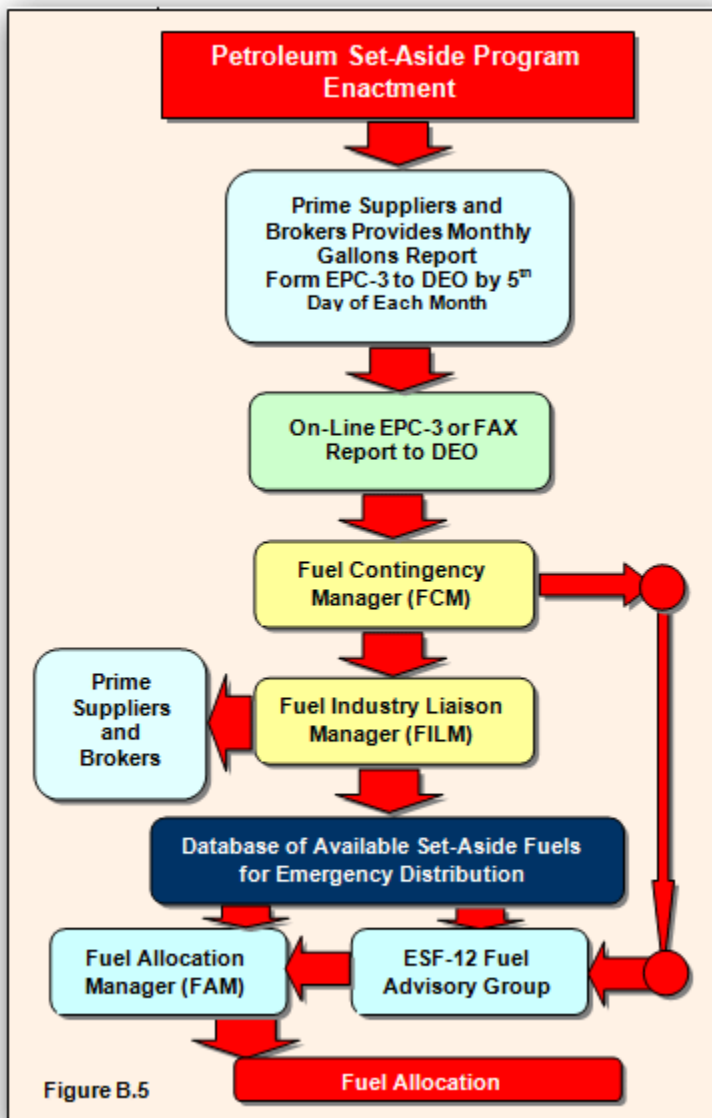 Petroleum Set-Aside Program
Enactment
Prime Suppliers and
Brokers Provides Monthly
Gallons Report
Form EPC-3 to DEO by 5th
Day of Each Month
On-Line EPC-3 or FAX
Report to DEO
Fuel Contingency
Manager (FCM)
Prime
Suppliers
and
Brokers
Fuel Industry Liaison
Manager (FILM)
Database of Available Set-Aside Fuels
for Emergency Distribution
Fuel Allocation
Manager (FAM)
ESF-12 Fuel
Advisory Group
Figure B.5
Fuel Allocation